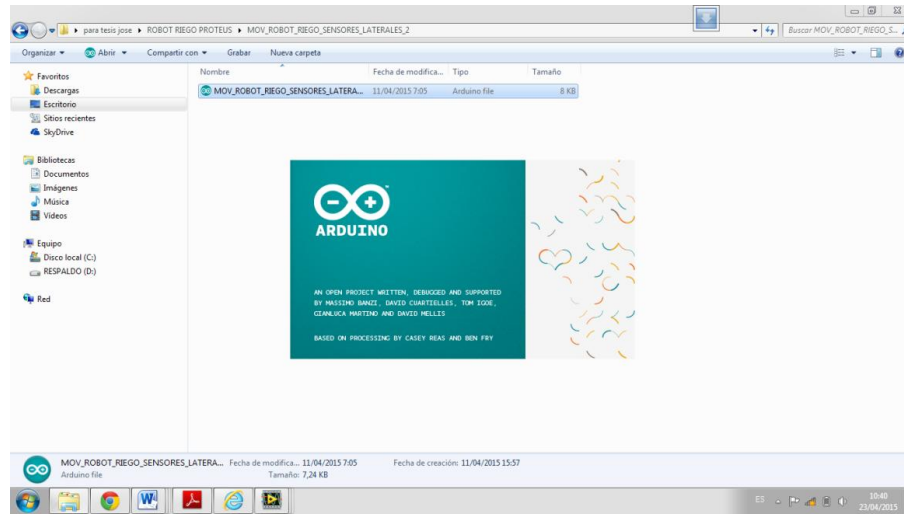 para tesis jose ▸ ROBOT RIEGO PROTEUS ▸ MOV_ROBOT_RIEGO_SENSORES_LATERALES_2
Buscar MOV_ROBOT_RIEGO_S...
Organizar Abrir Compartir con Grabar Nueva carpeta
Favoritos
Descargas
Escritorio
Sitios recientes
SkyDrive
Bibliotecas
Documentos
Imágenes
Música
Vídeos
Equipo
Disco local (C:)
RESPALDO (D:)
Red
Nombre Fecha de modifica... Tipo Tamaño
MOV_ROBOT_RIEGO_SENSORES_LATERA... 11/04/2015 7:05 Arduino file 8 KB
ARDUINO
AN OPEN PROJECT WRITTEN, DEBUGGED AND SUPPORTED
BY MASSIMO BANZI, DAVID CUARTIELLES, TOM IGOE,
GIANLUCA MARTINO AND DAVID MELLIS
BASED ON PROCESSING BY CASEY REAS AND BEN FRY
MOV_ROBOT_RIEGO_SENSORES_LATERA... Fecha de modifica... 11/04/2015 7:05 Fecha de creación: 11/04/2015 15:57
Arduino file Tamaño: 7,24 KB
ES 10:40
23/04/2015